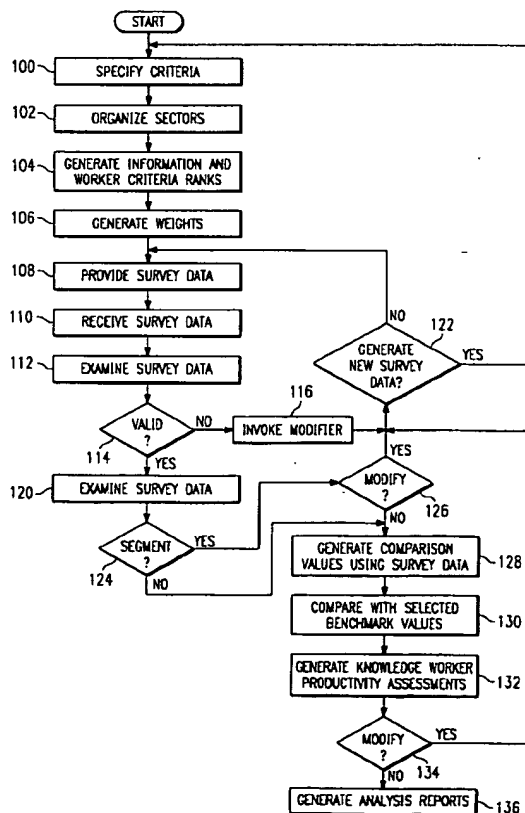 START
100
SPECIFY CRITERIA
102
ORGANIZE SECTORS
104
GENERATE INFORMATION AND
WORKER CRITERIA RANKS
106
GENERATE WEIGHTS
108
PROVIDE SURVEY DATA
110
RECEIVE SURVEY DATA
112
EXAMINE SURVEY DATA
VALID
?
114
NO
YES
116
INVOKE MODIFIER
GENERATE
NEW SURVEY
DATA?
122
NO
YES
120
EXAMINE SURVEY DATA
SEGMENT
?
124
YES
NO
MODIFY
?
126
YES
NO
GENERATE COMPARISON
VALUES USING SURVEY DATA
128
COMPARE WITH SELECTED
BENCHMARK VALUES
130
GENERATE KNOWLEDGE WORKER
PRODUCTIVITY ASSESSMENTS
132
MODIFY
?
134
YES
NO
GENERATE ANALYSIS REPORTS
136